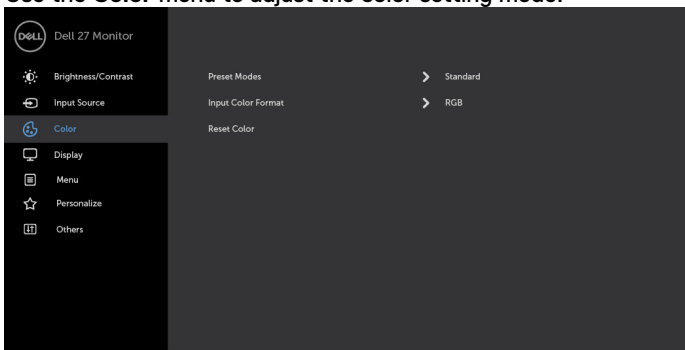 Use the Color menu to adjust the color setting mode.
DELL Dell 27 Monitor
Brightness/Contrast Preset Modes Standard
Input Source Input Color Format RGB
Color Reset Color
Display
Menu
Personalize
Others